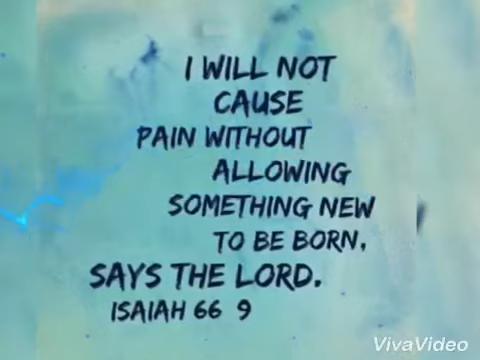 I WILL NOT
CAUSE
PAIN WITHOUT
ALLOWING
SOMETHING NEW
TO BE BORN,
SAYS THE LORD.
ISAIAH 66 9
VivaVideo